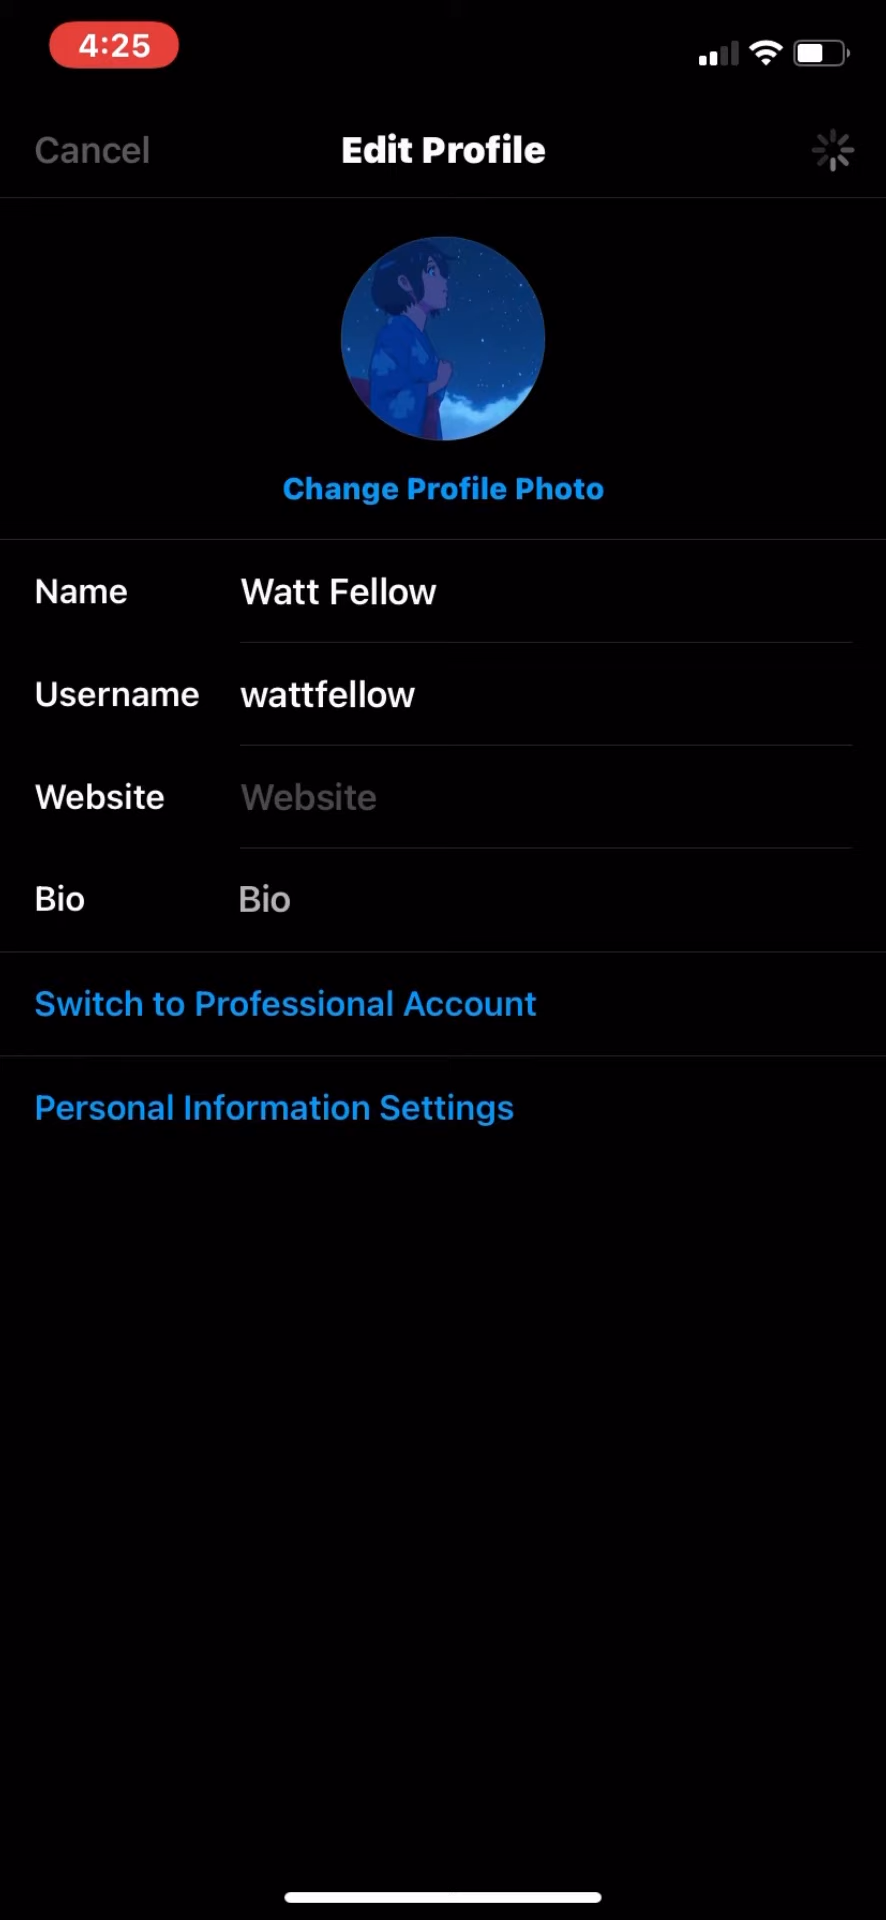 4:25
Cancel Edit Profile
Change Profile Photo
Name Watt Fellow
Username wattfellow
Website Website
Bio Bio
Switch to Professional Account
Personal Information Settings